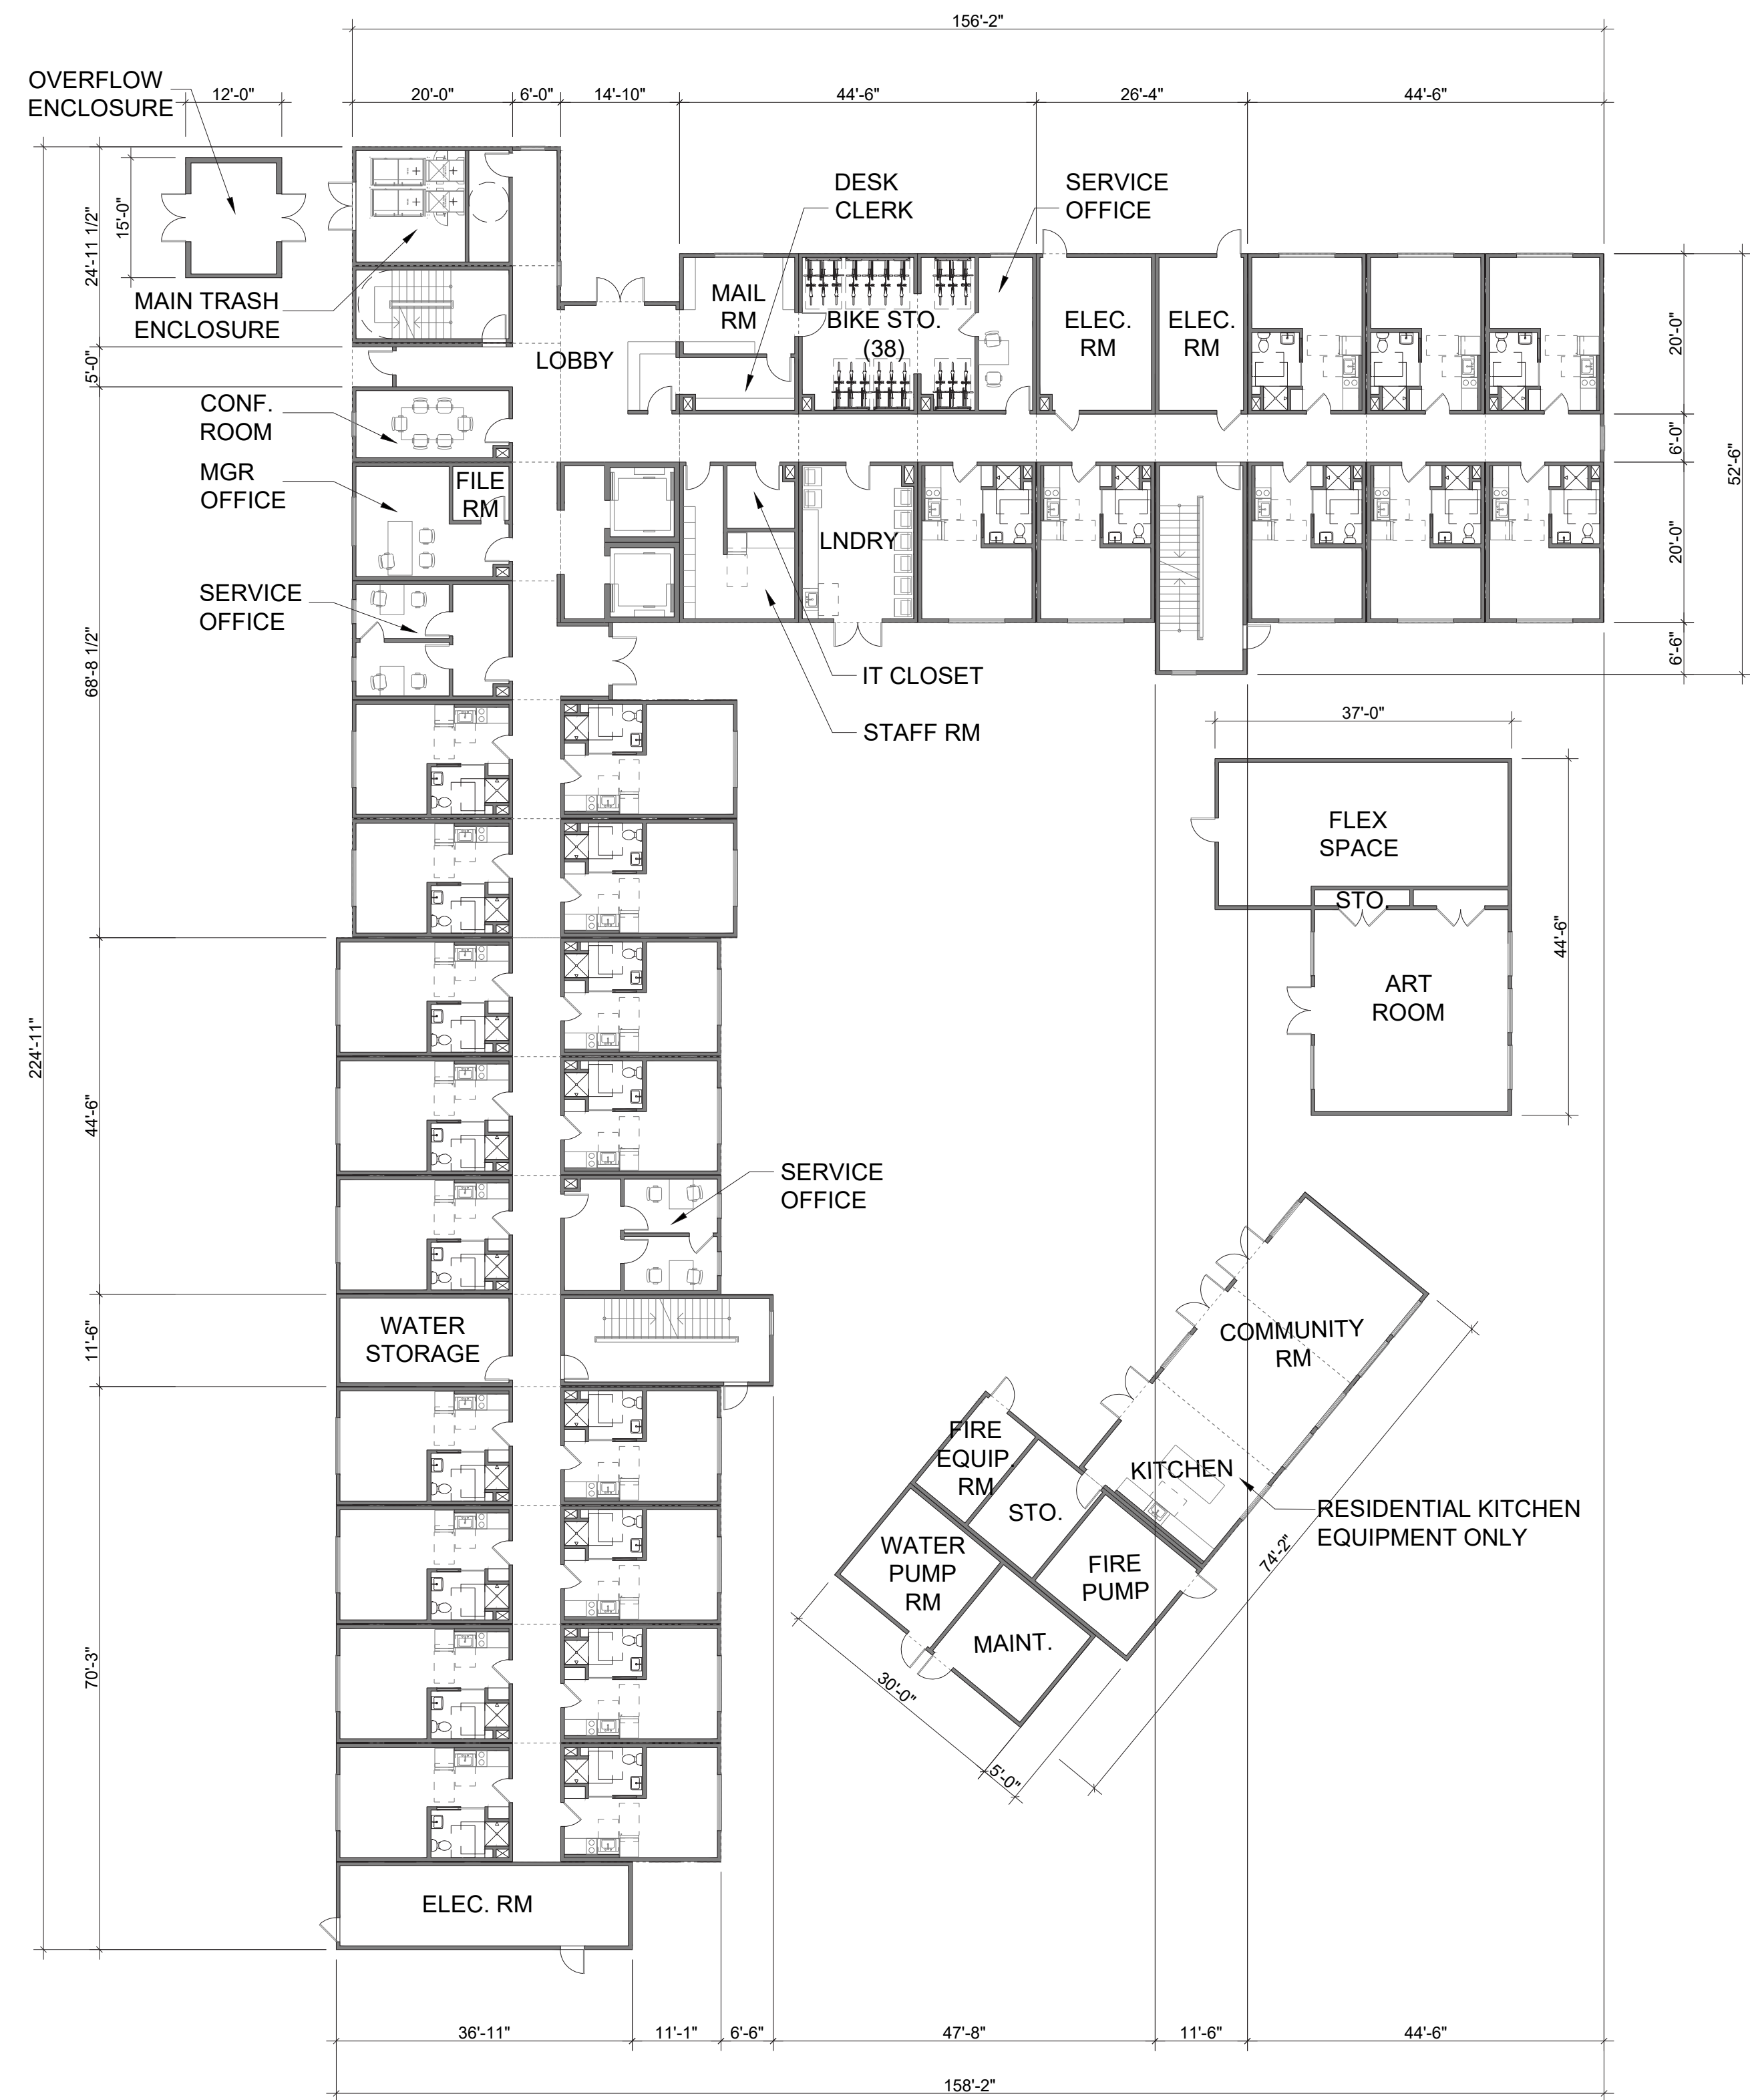 156'-2"
OVERFLOW
ENCLOSURE
12'-0"
20'-0"
6'-0"
14'-10"
44'-6"
26'-4"
44'-6"
24'-11 1/2"
15'-0"
DESK
CLERK
SERVICE
OFFICE
MAIN TRASH
ENCLOSURE
MAIL
RM
BIKE STO.
(38)
ELEC.
RM
ELEC.
RM
20'-0"
LOBBY
5'-0"
CONF.
ROOM
6'-0"
52'-6"
MGR
OFFICE
FILE
RM
LNDRY
20'-0"
SERVICE
OFFICE
68'-8 1/2"
6'-6"
IT CLOSET
STAFF RM
37'-0"
FLEX
SPACE
STO.
44'-6"
ART
ROOM
224'-11"
44'-6"
SERVICE
OFFICE
11'-6"
WATER
STORAGE
COMMUNITY
RM
FIRE
EQUIP.
RM
KITCHEN
STO.
RESIDENTIAL KITCHEN
EQUIPMENT ONLY
74'-2"
WATER
PUMP
RM
FIRE
PUMP
MAINT.
70'-3"
30'-0"
5'-0"
ELEC. RM
36'-11"
11'-1"
6'-6"
47'-8"
11'-6"
44'-6"
158'-2"